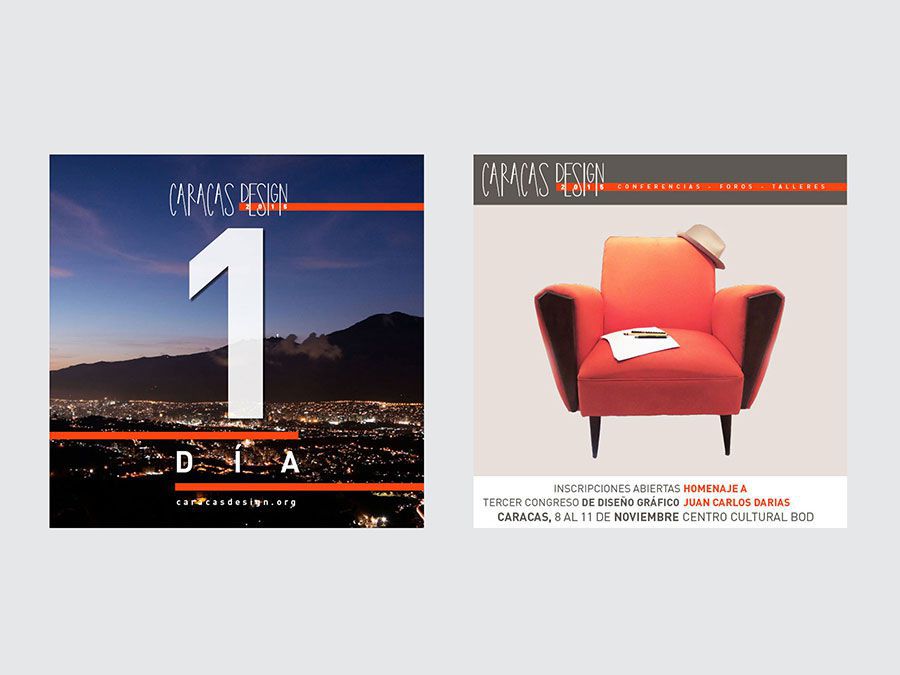 CARACAS DESIGN
2015
1
DÍA
caracasdesign.org
CARACAS DESIGN
2015 CONFERENCIAS - FOROS - TALLERES
INSCRIPCIONES ABIERTAS HOMENAJE A
TERCER CONGRESO DE DISEÑO GRÁFICO JUAN CARLOS DARIAS
CARACAS, 8 AL 11 DE NOVIEMBRE CENTRO CULTURAL BOD